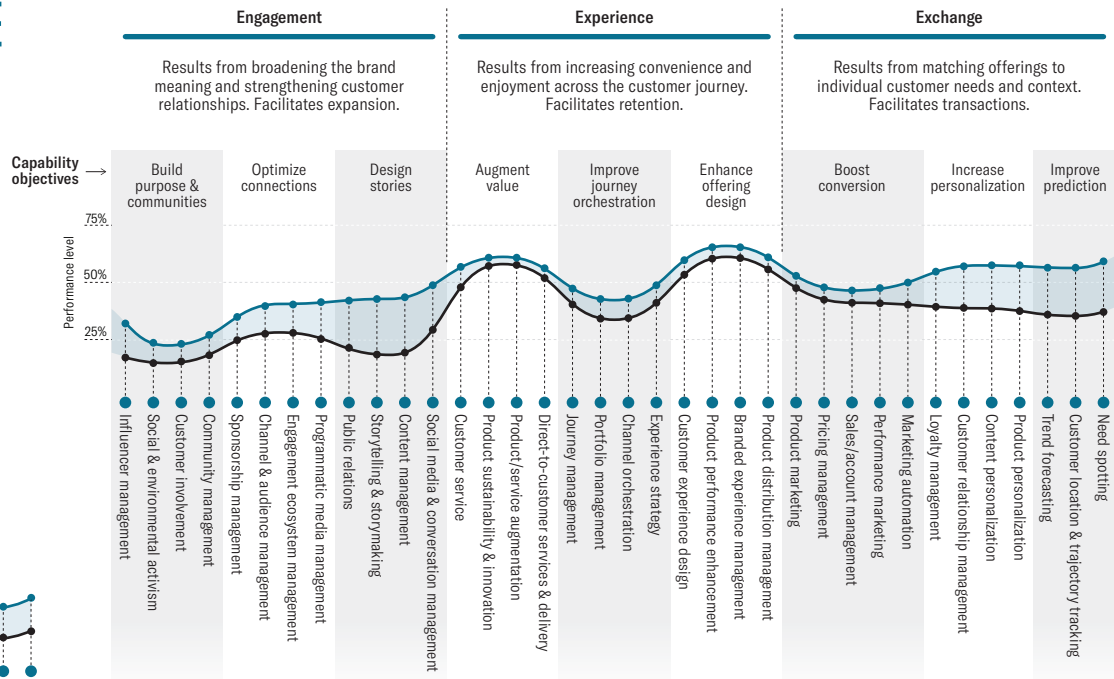 Engagement
Results from broadening the brand
meaning and strengthening customer
relationships. Facilitates expansion.
Experience
Results from increasing convenience and
enjoyment across the customer journey.
Facilitates retention.
Exchange
Results from matching offerings to
individual customer needs and context.
Facilitates transactions.
Capability
objectives
Build
purpose &
communities
Optimize
connections
Design
stories
Augment
value
Improve
journey
orchestration
Enhance
offering
design
Boost
conversion
Increase
personalization
Improve
prediction
Performance level
75%
50%
25%
Influencer management
Social & environmental activism
Customer involvement
Community management
Sponsorship management
Channel & audience management
Engagement ecosystem management
Programmatic media management
Public relations
Storytelling & storymaking
Content management
Social media & conversation management
Customer service
Product sustainability & innovation
Product/service augmentation
Direct-to-customer services & delivery
Journey management
Portfolio management
Channel orchestration
Experience strategy
Customer experience design
Product performance enhancement
Branded experience management
Product distribution management
Product marketing
Pricing management
Sales/account management
Performance marketing
Marketing automation
Loyalty management
Customer relationship management
Content personalization
Product personalization
Trend forecasting
Customer location & trajectory tracking
Need spotting